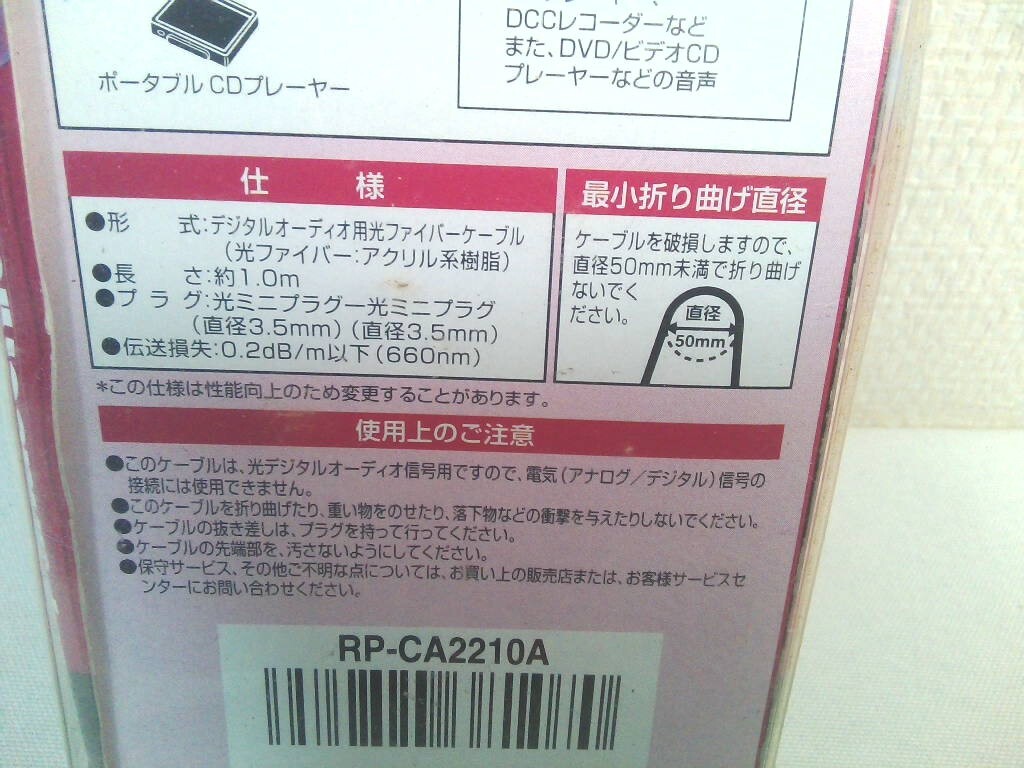 DCCレコーダーなど
また、DVD/ビデオCD
プレーヤーなどの音声
ポータブルCDプレーヤー
仕 様
●形 式:デジタルオーディオ用光ファイバーケーブル
(光ファイバー:アクリル系樹脂)
●長 さ:約1.0m
●プ ラ グ:光ミニプラグー光ミニプラグ
(直径3.5mm)(直径3.5mm)
●伝送損失:0.2dB/m以下(660nm)
最小折り曲げ直径
ケーブルを破損しますので、
直径50mm未満で折り曲げ
ないでく
ださい。
直径
50mm
*この仕様は性能向上のため変更することがあります。
使用上のご注意
●このケーブルは、光デジタルオーディオ信号用ですので、電気(アナログ/デジタル)信号の
接続には使用できません。
●このケーブルを折り曲げたり、重い物をのせたり、落下物などの衝撃を与えたりしないでください。
●ケーブルの抜き差しは、プラグを持って行ってください。
●ケーブルの先端部を、汚さないようにしてください。
●保守サービス、その他ご不明な点については、お買い上の販売店または、お客様サービスセ
ンターにお問い合わせください。
RP-CA2210A